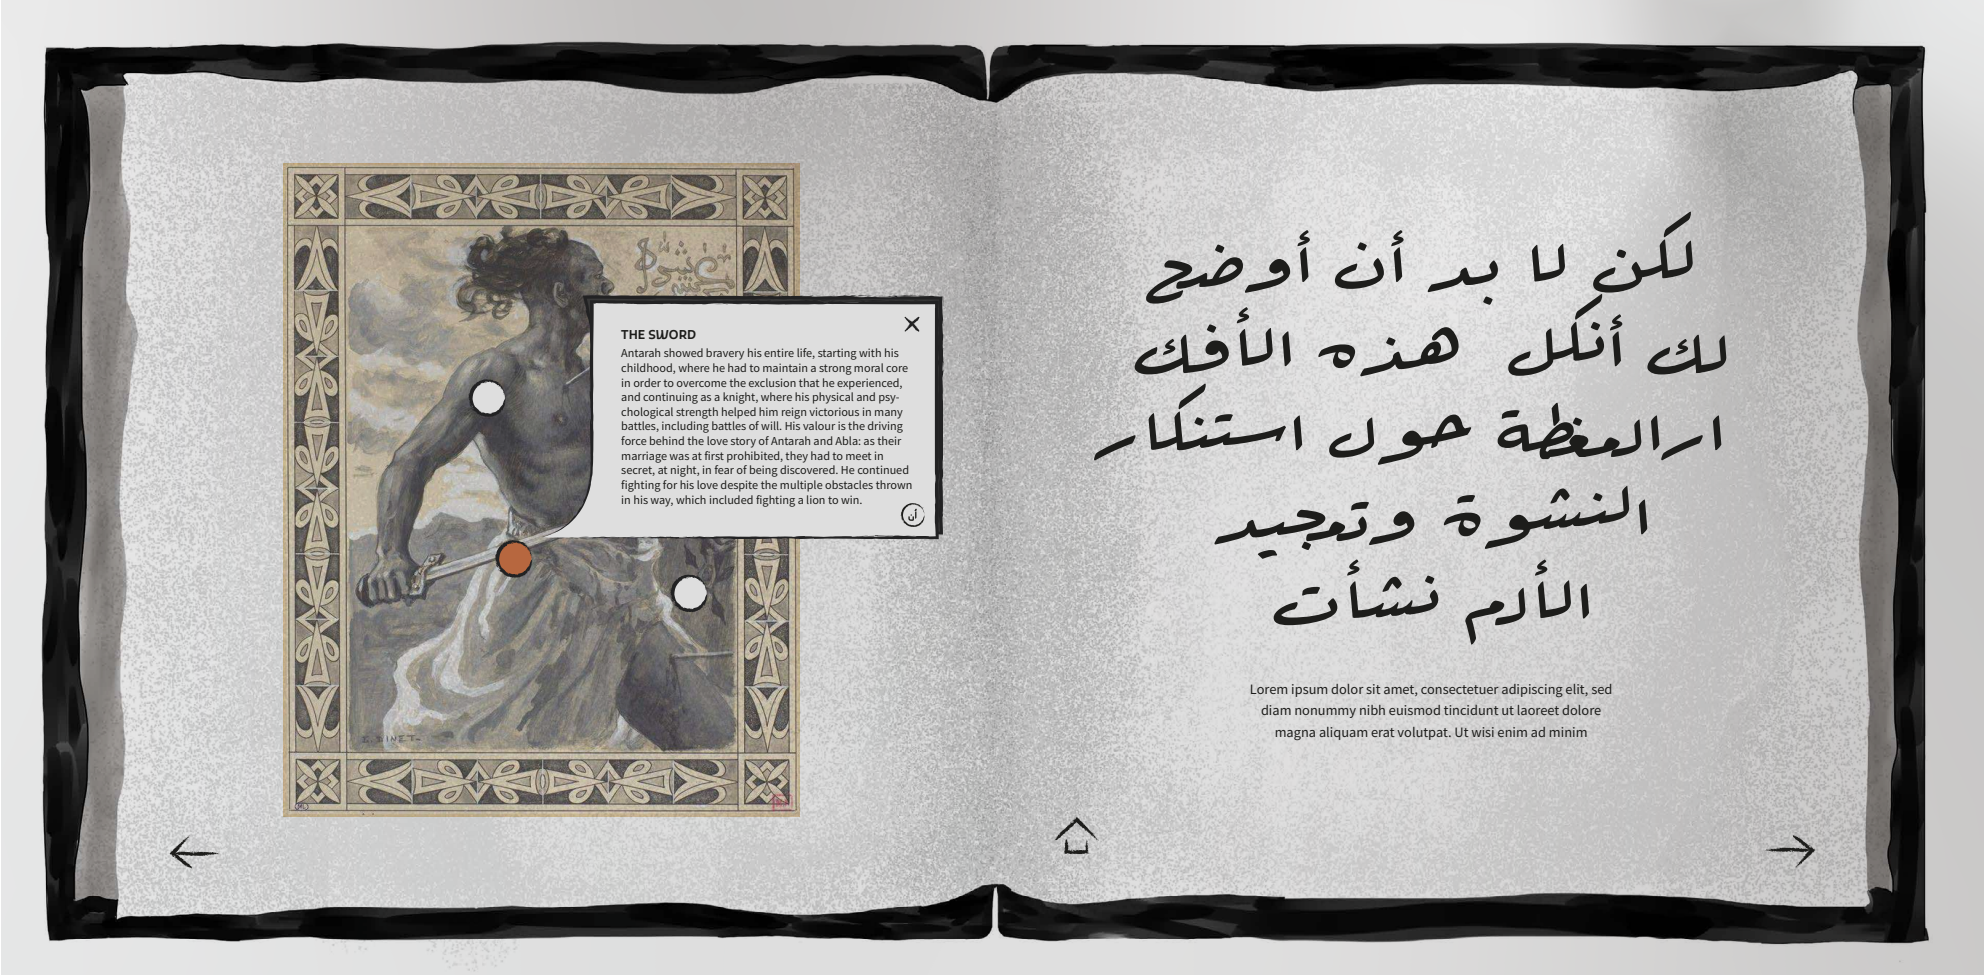 THE SWORD
Antarah showed bravery his entire life, starting with his
childhood, where he had to maintain a strong moral core
in order to overcome the exclusion that he experienced,
and continuing as a knight, where his physical and psy-
chological strength helped him reign victorious in many
battles, including battles of will. His valour is the driving
force behind the love story of Antarah and Abla: as their
marriage was at first prohibited, they had to meet in
secret, at night, in fear of being discovered. He continued
fighting for his love despite the multiple obstacles thrown
in his way, which included fighting a lion to win.
أن
E. DINET
لكن لا بد أن أوضح
لك أنكل هذه الأفك
ارالمغطة حول استنكار
النشوة وتمجيد
الألام نشأت
Lorem ipsum dolor sit amet, consectetuer adipiscing elit, sed
diam nonummy nibh euismod tincidunt ut laoreet dolore
magna aliquam erat volutpat. Ut wisi enim ad minim